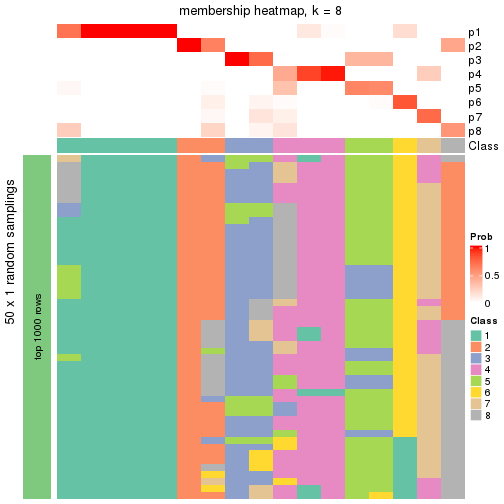 membership heatmap, k = 8
p1
p2
p3
p4
p5
p6
p7
p8
Class
50 x 1 random samplings
top 1000 rows
Prob
1
0.5
0
Class
1
2
3
4
5
6
7
8